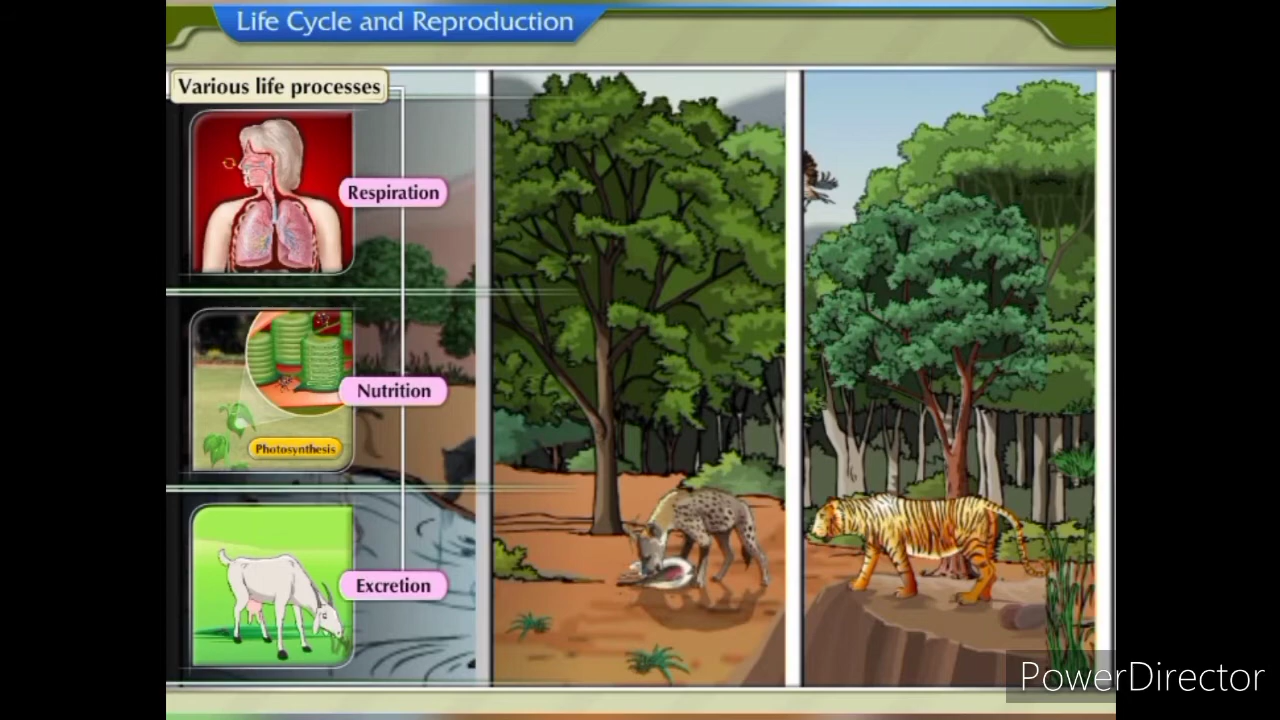 Life Cycle and Reproduction
Various life processes
Respiration
Nutrition
Photosynthesis
Excretion
PowerDirector